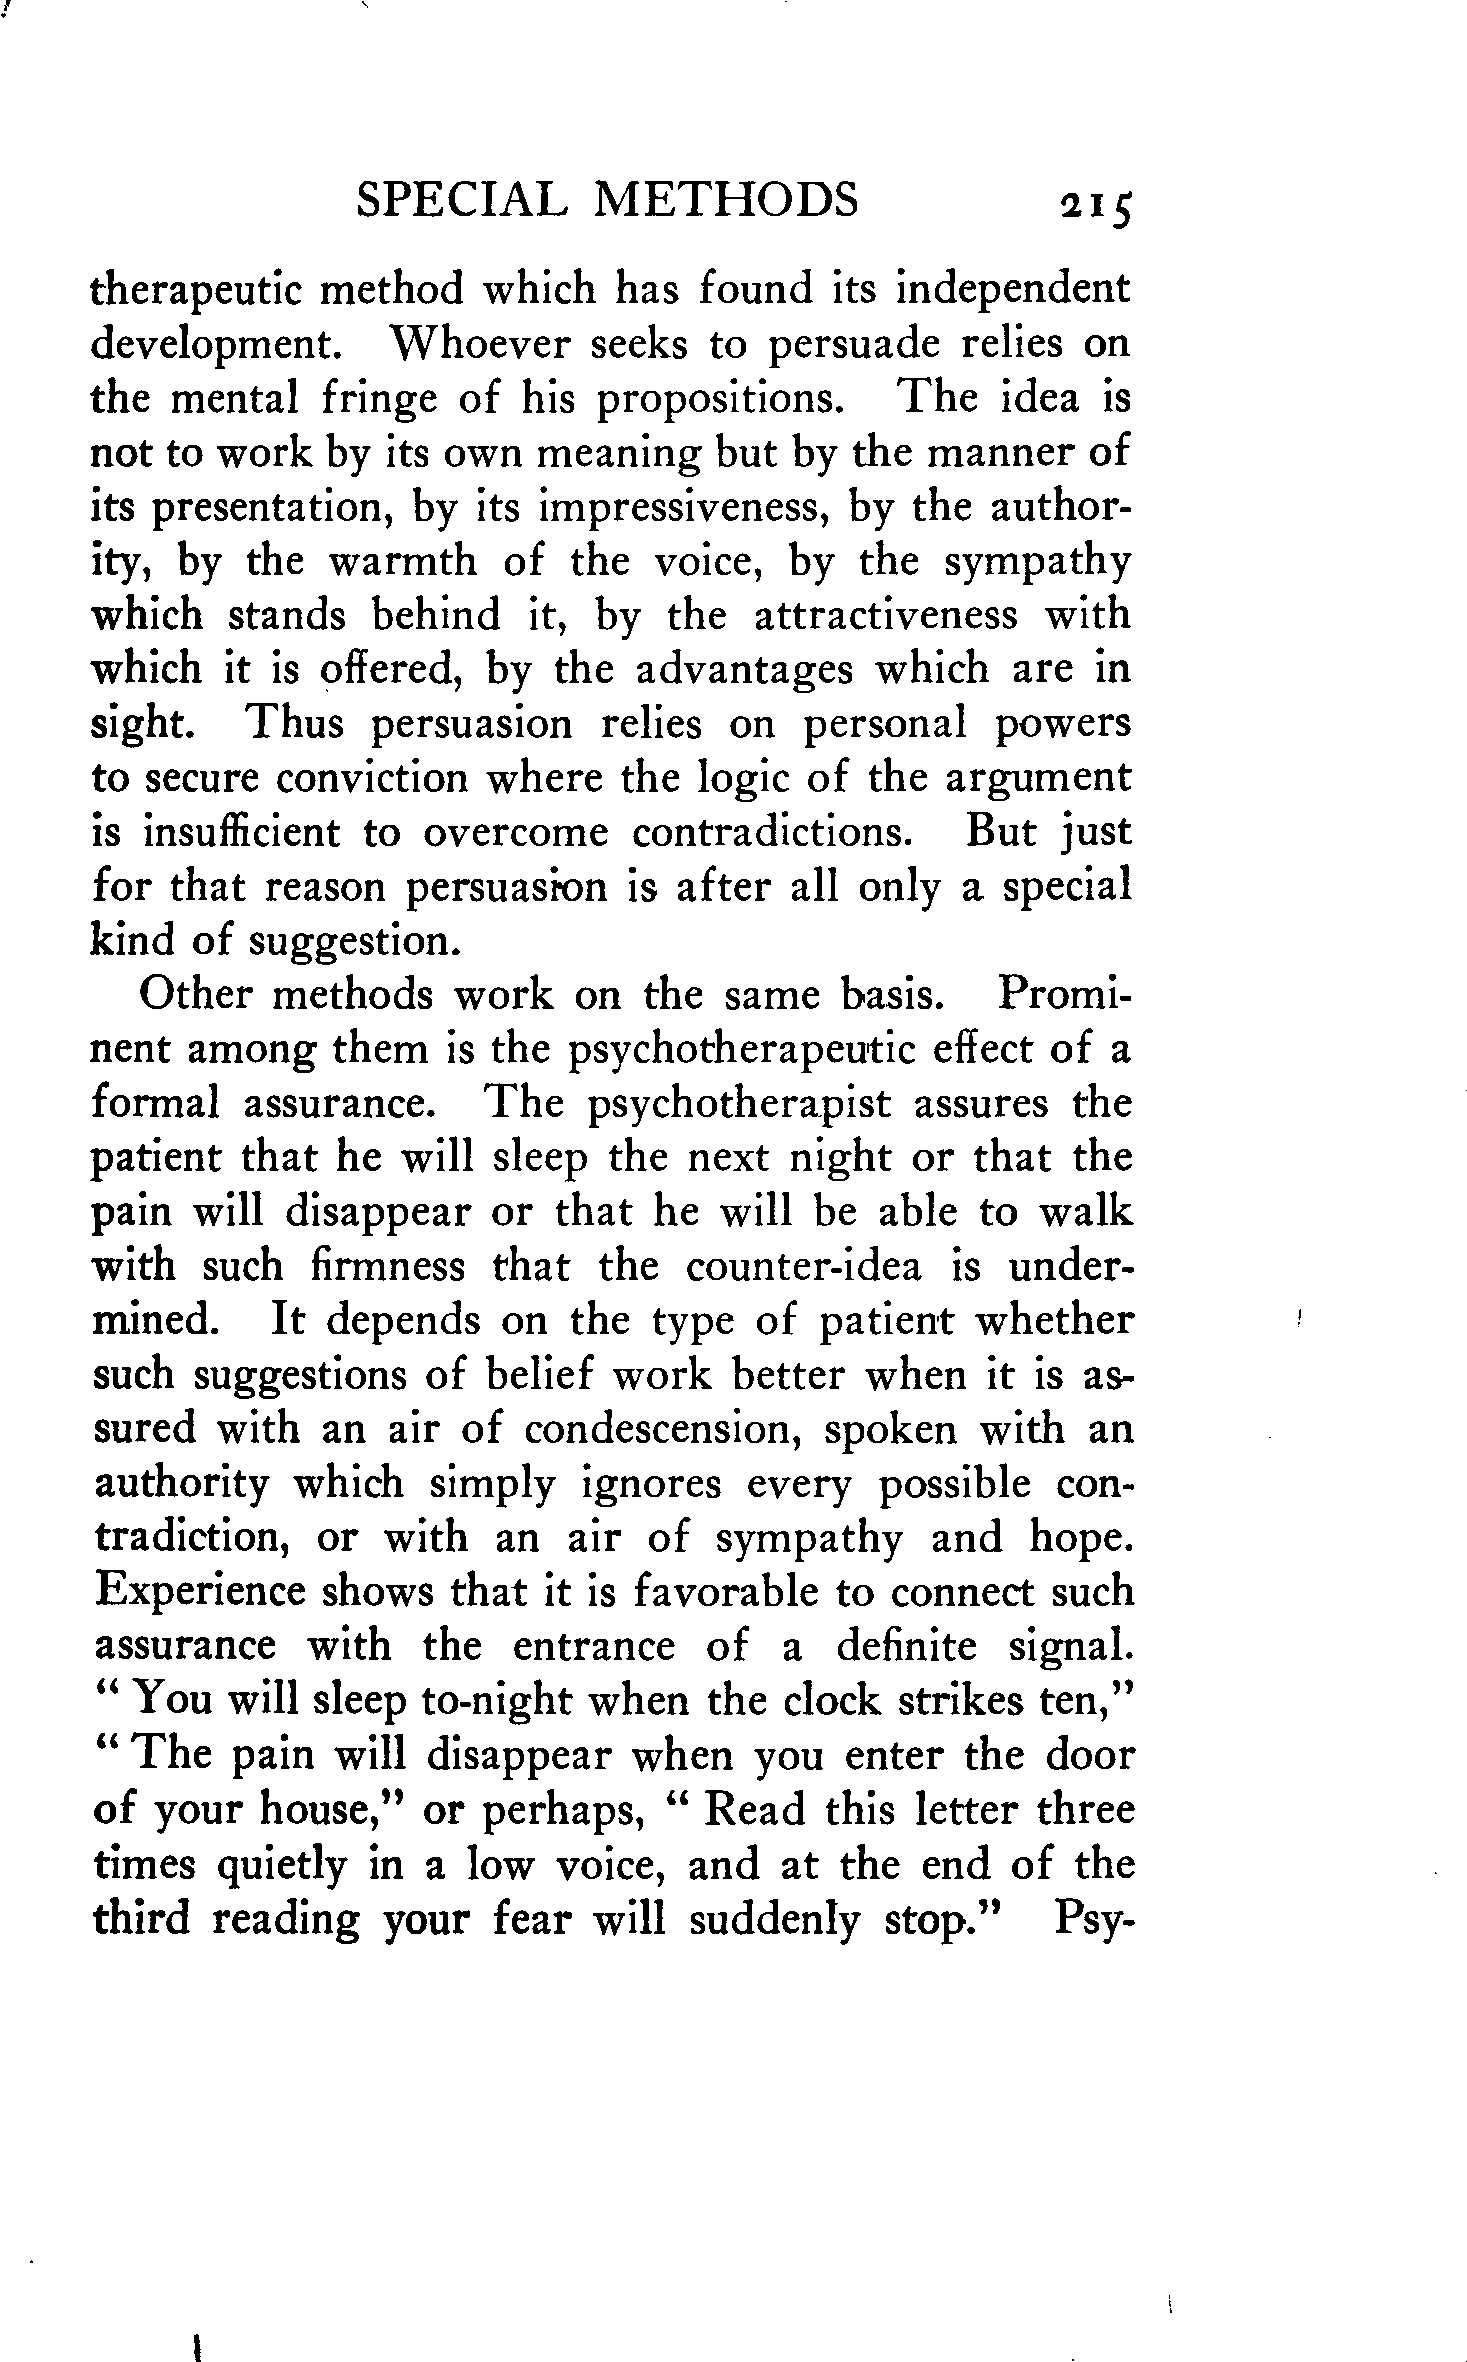 SPECIAL METHODS 215
therapeutic method which has found its independent
development. Whoever seeks to persuade relies on
the mental fringe of his propositions. The idea is
not to work by its own meaning but by the manner of
its presentation, by its impressiveness, by the author-
ity, by the warmth of the voice, by the sympathy
which stands behind it, by the attractiveness with
which it is offered, by the advantages which are in
sight. Thus persuasion relies on personal powers
to secure conviction where the logic of the argument
is insufficient to overcome contradictions. But just
for that reason persuasion is after all only a special
kind of suggestion.
Other methods work on the same basis. Promi-
nent among them is the psychotherapeutic effect of a
formal assurance. The psychotherapist assures the
patient that he will sleep the next night or that the
pain will disappear or that he will be able to walk
with such firmness that the counter-idea is under-
mined. It depends on the type of patient whether
such suggestions of belief work better when it is as-
sured with an air of condescension, spoken with an
authority which simply ignores every possible con-
tradiction, or with an air of sympathy and hope.
Experience shows that it is favorable to connect such
assurance with the entrance of a definite signal.
“ You will sleep to-night when the clock strikes ten,”
“ The pain will disappear when you enter the door
of your house,” or perhaps, “ Read this letter three
times quietly in a low voice, and at the end of the
third reading your fear will suddenly stop.” Psy-